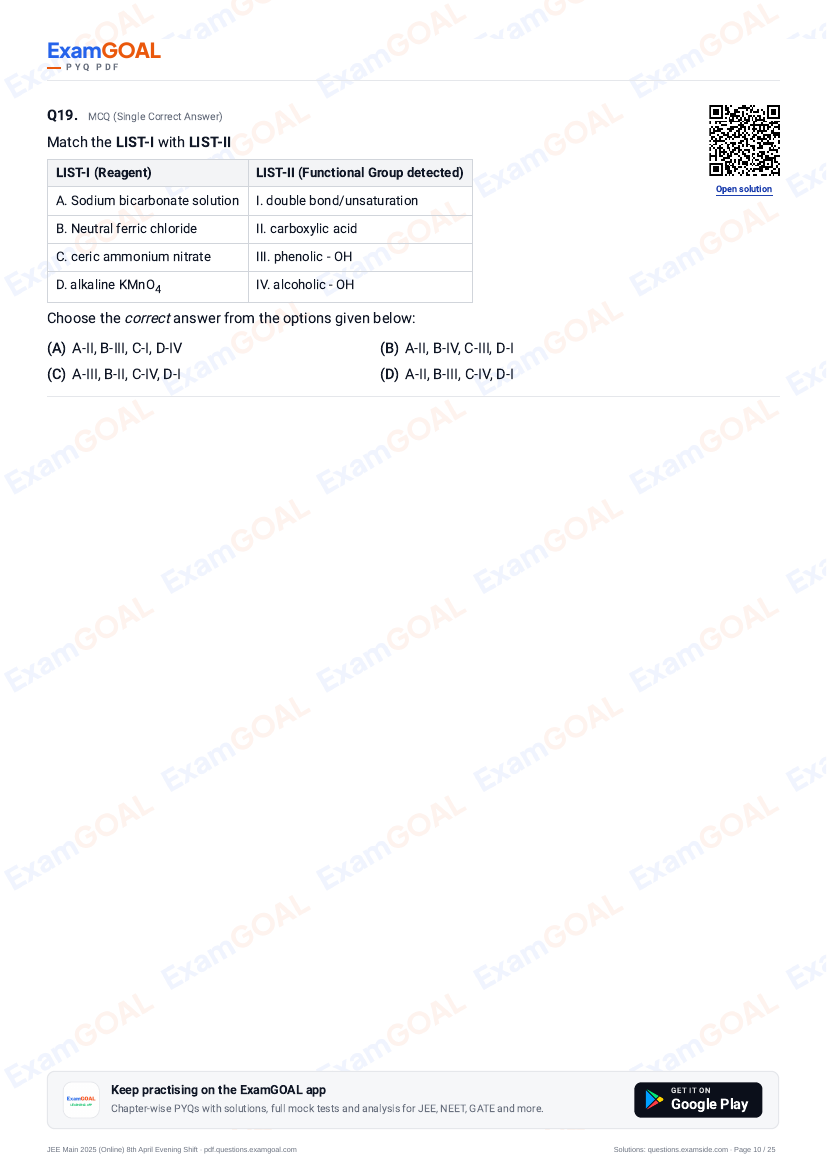 ExamGOAL
PYQ PDF
Q19. MCQ (Single Correct Answer)
Match the LIST-I with LIST-II
LIST-I (Reagent) LIST-II (Functional Group detected)
A. Sodium bicarbonate solution I. double bond/unsaturation
B. Neutral ferric chloride II. carboxylic acid
C. ceric ammonium nitrate III. phenolic - OH
D. alkaline KMnO4 IV. alcoholic - OH
Open solution
Choose the correct answer from the options given below:
(A) A-II, B-III, C-I, D-IV (B) A-II, B-IV, C-III, D-I
(C) A-III, B-II, C-IV, D-I (D) A-II, B-III, C-IV, D-I
Keep practising on the ExamGOAL app
Chapter-wise PYQs with solutions, full mock tests and analysis for JEE, NEET, GATE and more.
ExamGOAL
GET IT ON
Google Play
JEE Main 2025 (Online) 8th April Evening Shift · pdf.questions.examgoal.com Solutions: questions.examside.com · Page 10 / 25